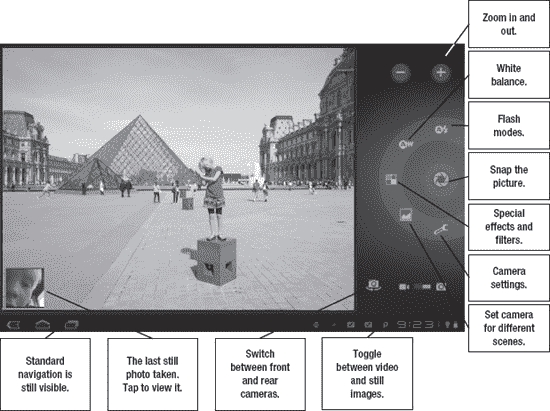 Zoom in and
out.
White
balance.
Flash
modes.
Snap the
picture.
Special
effects and
filters.
Camera
settings.
Set camera
for different
scenes.
9:23
Standard
navigation is
still visible.
The last still
photo taken.
Tap to view it.
Switch
between front
and rear
cameras.
Toggle
between video
and still
images.